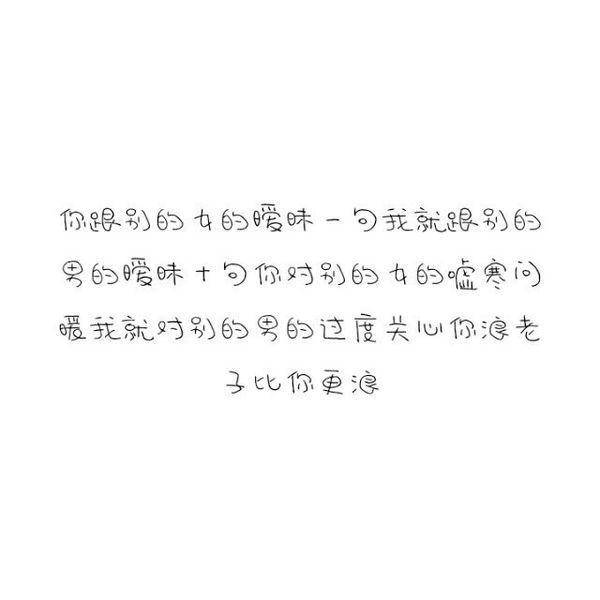 你跟别的女的暧昧一句我就跟别的
男的暧昧十句你对别的女的嘘寒问
暖我就对别的男的过度关心你浪老
子比你更浪